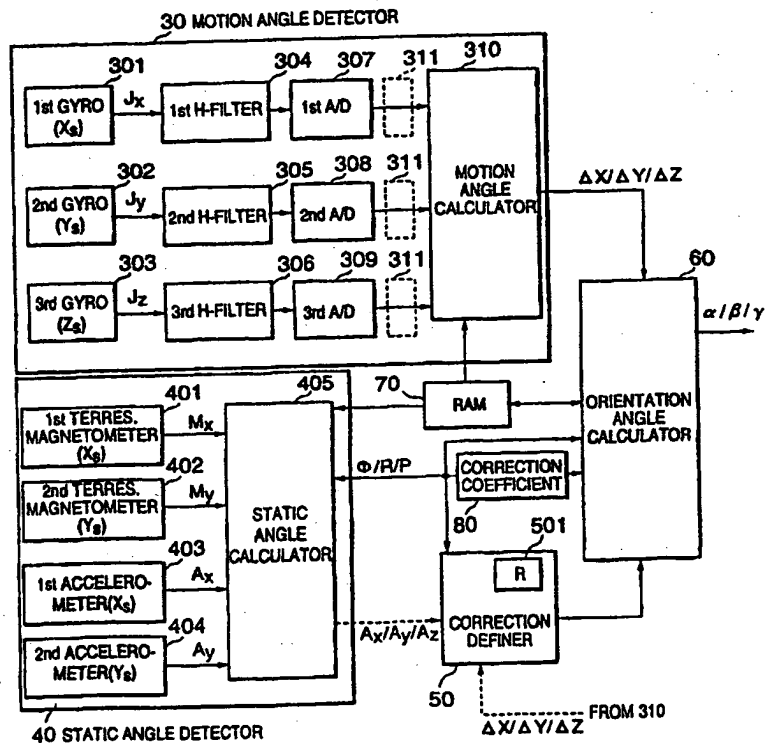 30 MOTION ANGLE DETECTOR
301
304
307
311
310
1st GYRO
(Xs)
Jx
1st H-FILTER
1st A/D
302
305
308
311
2nd GYRO
(Ys)
Jy
2nd H-FILTER
2nd A/D
MOTION
ANGLE
CALCULATOR
ΔX/ΔY/ΔZ
303
306
309
311
3rd GYRO
(Zs)
Jz
3rd H-FILTER
3rd A/D
60
α/β/γ
ORIENTATION
ANGLE
CALCULATOR
401
405
70
RAM
1st TERRES.
MAGNETOMETER
(Xs)
Mx
402
2nd TERRES.
MAGNETOMETER
(Ys)
My
STATIC
ANGLE
CALCULATOR
Φ/R/P
CORRECTION
COEFFICIENT
80
501
R
403
1st ACCELERO-
METER(Xs)
Ax
404
2nd ACCELERO-
METER(Ys)
Ay
Ax/Ay/Az
CORRECTION
DEFINER
50
FROM 310
ΔX/ΔY/ΔZ
40 STATIC ANGLE DETECTOR